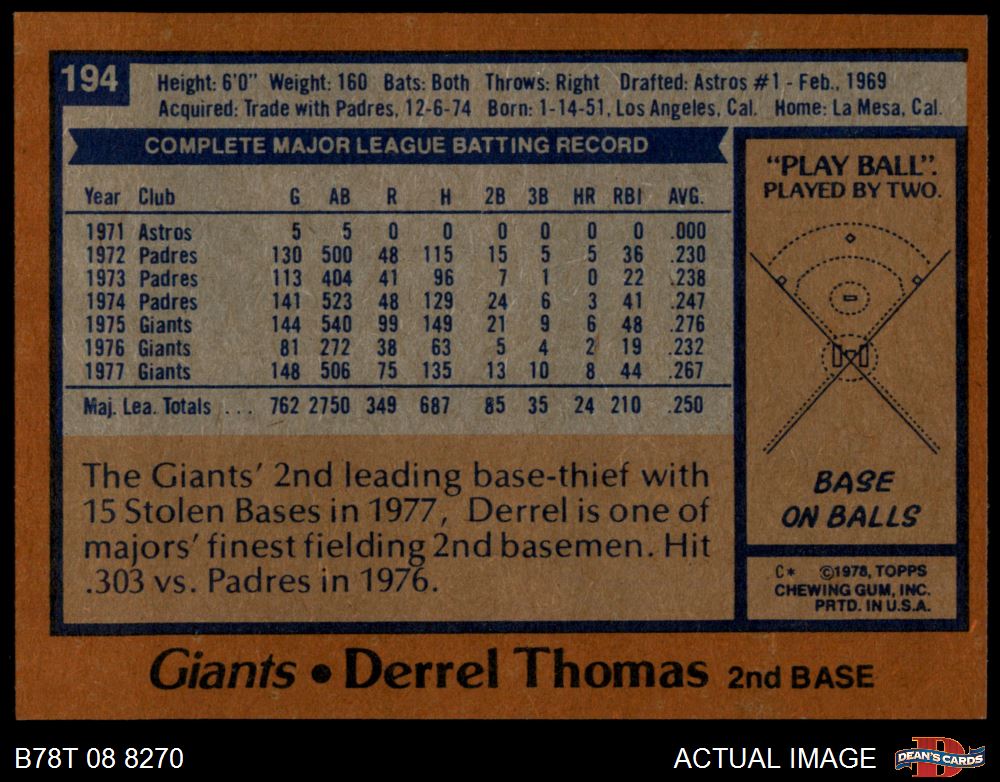 194
Height: 6'0" Weight: 160 Bats: Both Throws: Right Drafted: Astros #1 - Feb., 1969
Acquired: Trade with Padres, 12-6-74 Born: 1-14-51, Los Angeles, Cal. Home: La Mesa, Cal.
COMPLETE MAJOR LEAGUE BATTING RECORD
Year Club G AB R H 2B 3B HR RBI AVG.
1971 Astros 5 5 0 0 0 0 0 0 .000
1972 Padres 130 500 48 115 15 5 5 36 .230
1973 Padres 113 404 41 96 7 1 0 22 .238
1974 Padres 141 523 48 129 24 6 3 41 .247
1975 Giants 144 540 99 149 21 9 6 48 .276
1976 Giants 81 272 38 63 5 4 2 19 .232
1977 Giants 148 506 75 135 13 10 8 44 .267
Maj. Lea. Totals . . . 762 2750 349 687 85 35 24 210 .250
The Giants' 2nd leading base-thief with
15 Stolen Bases in 1977, Derrel is one of
majors' finest fielding 2nd basemen. Hit
.303 vs. Padres in 1976.
"PLAY BALL".
PLAYED BY TWO.
BASE
ON BALLS
C* ©1978, TOPPS
CHEWING GUM, INC.
PRTD. IN U.S.A.
Giants • Derrel Thomas 2nd BASE
B78T 08 8270
ACTUAL IMAGE
D
DEAN'S CARDS